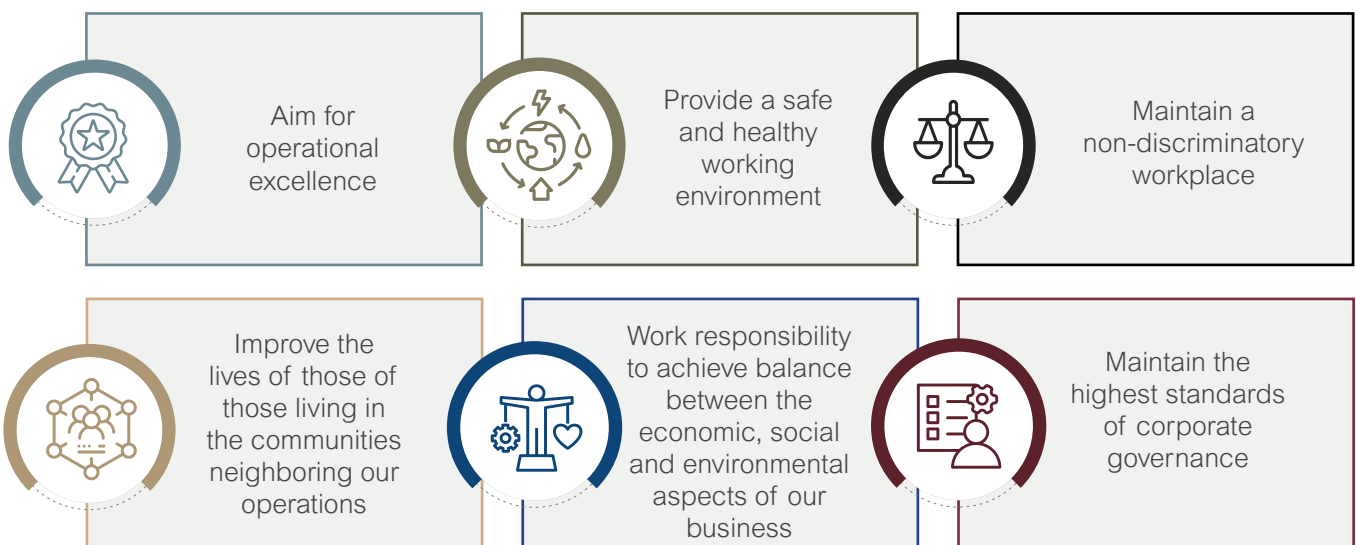 Aim for
operational
excellence
Provide a safe
and healthy
working
environment
Maintain a
non-discriminatory
workplace
Improve the
lives of those of
those living in
the communities
neighboring our
operations
Work responsibility
to achieve balance
between the
economic, social
and environmental
aspects of our
business
Maintain the
highest standards
of corporate
governance